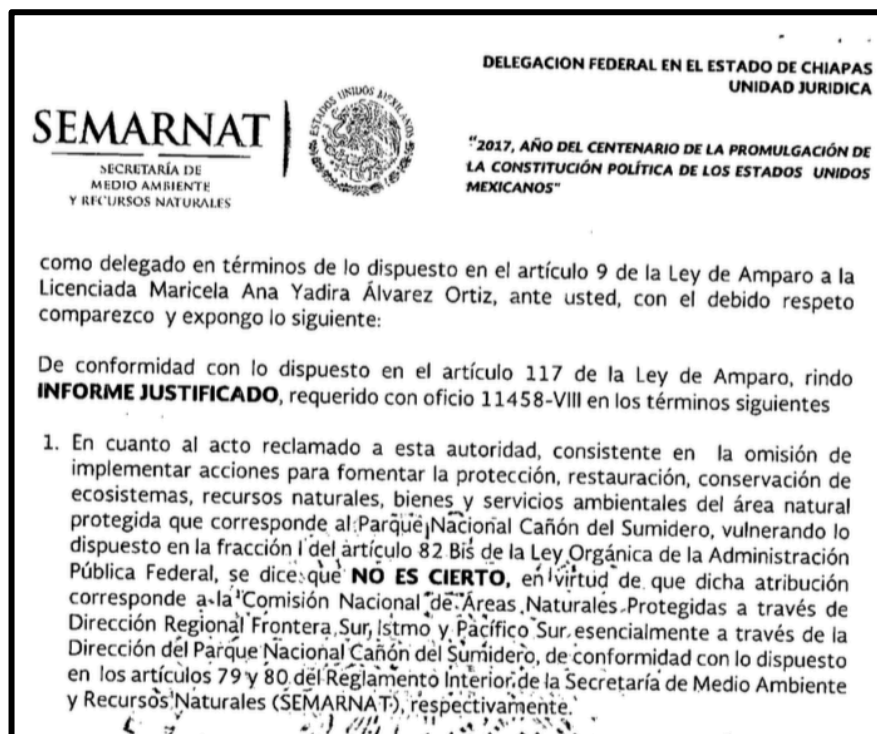 DELEGACION FEDERAL EN EL ESTADO DE CHIAPAS
UNIDAD JURIDICA
SEMARNAT
SECRETARÍA DE
MEDIO AMBIENTE
Y RECURSOS NATURALES
ESTADOS UNIDOS MEXICANOS
"2017, AÑO DEL CENTENARIO DE LA PROMULGACIÓN DE
LA CONSTITUCIÓN POLÍTICA DE LOS ESTADOS UNIDOS
MEXICANOS"
como delegado en términos de lo dispuesto en el artículo 9 de la Ley de Amparo a la
Licenciada Maricela Ana Yadira Álvarez Ortiz, ante usted, con el debido respeto
comparezco y expongo lo siguiente:
De conformidad con lo dispuesto en el artículo 117 de la Ley de Amparo, rindo
INFORME JUSTIFICADO, requerido con oficio 11458-VIII en los términos siguientes
1. En cuanto al acto reclamado a esta autoridad, consistente en la omisión de
implementar acciones para fomentar la protección, restauración, conservación de
ecosistemas, recursos naturales, bienes y servicios ambientales del área natural
protegida que corresponde al Parque Nacional Cañón del Sumidero, vulnerando lo
dispuesto en la fracción I del artículo 82 Bis de la Ley Orgánica de la Administración
Pública Federal, se dice que NO ES CIERTO, en virtud de que dicha atribución
corresponde a la Comisión Nacional de Áreas Naturales Protegidas a través de
Dirección Regional Frontera Sur, Istmo y Pacífico Sur esencialmente a través de la
Dirección del Parque Nacional Cañón del Sumidero, de conformidad con lo dispuesto
en los artículos 79 y 80 del Reglamento Interior de la Secretaría de Medio Ambiente
y Recursos Naturales (SEMARNAT), respectivamente.